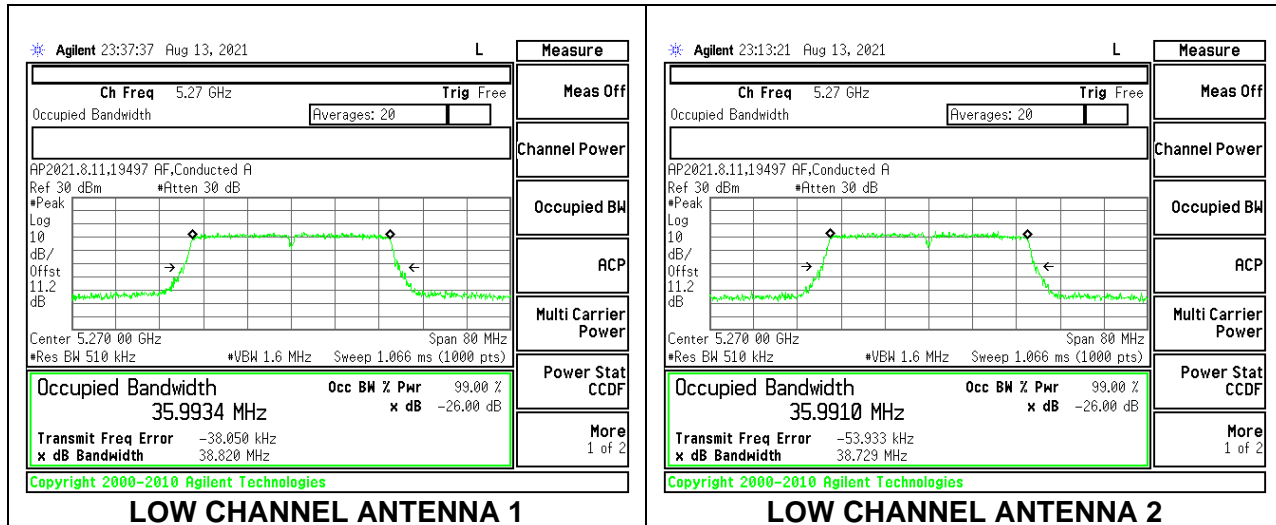 Agilent 23:37:37 Aug 13, 2021 L
Measure
Ch Freq 5.27 GHz Trig Free
Occupied Bandwidth Averages: 20
AP2021.8.11,19497 AF,Conducted A
Ref 30 dBm #Atten 30 dB
#Peak
Log
10
dB/
Offst
11.2
dB
Center 5.270 00 GHz Span 80 MHz
#Res BW 510 kHz #VBW 1.6 MHz Sweep 1.066 ms (1000 pts)
Occupied Bandwidth Occ BW % Pwr 99.00 %
35.9934 MHz x dB -26.00 dB
Transmit Freq Error -38.050 kHz
x dB Bandwidth 38.820 MHz
Copyright 2000-2010 Agilent Technologies
Meas Off
Channel Power
Occupied BW
ACP
Multi Carrier
Power
Power Stat
CCDF
More
1 of 2
LOW CHANNEL ANTENNA 1
Agilent 23:13:21 Aug 13, 2021 L
Measure
Ch Freq 5.27 GHz Trig Free
Occupied Bandwidth Averages: 20
AP2021.8.11,19497 AF,Conducted A
Ref 30 dBm #Atten 30 dB
#Peak
Log
10
dB/
Offst
11.2
dB
Center 5.270 00 GHz Span 80 MHz
#Res BW 510 kHz #VBW 1.6 MHz Sweep 1.066 ms (1000 pts)
Occupied Bandwidth Occ BW % Pwr 99.00 %
35.9910 MHz x dB -26.00 dB
Transmit Freq Error -53.933 kHz
x dB Bandwidth 38.729 MHz
Copyright 2000-2010 Agilent Technologies
Meas Off
Channel Power
Occupied BW
ACP
Multi Carrier
Power
Power Stat
CCDF
More
1 of 2
LOW CHANNEL ANTENNA 2